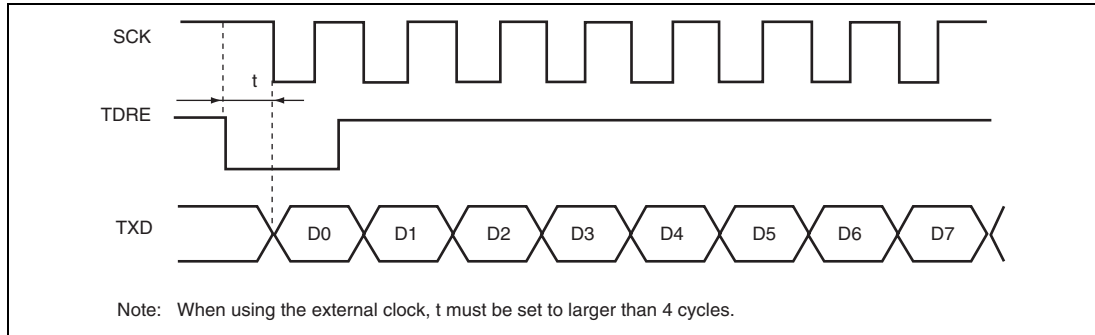 SCK
t
TDRE
TXD D0 D1 D2 D3 D4 D5 D6 D7
Note: When using the external clock, t must be set to larger than 4 cycles.